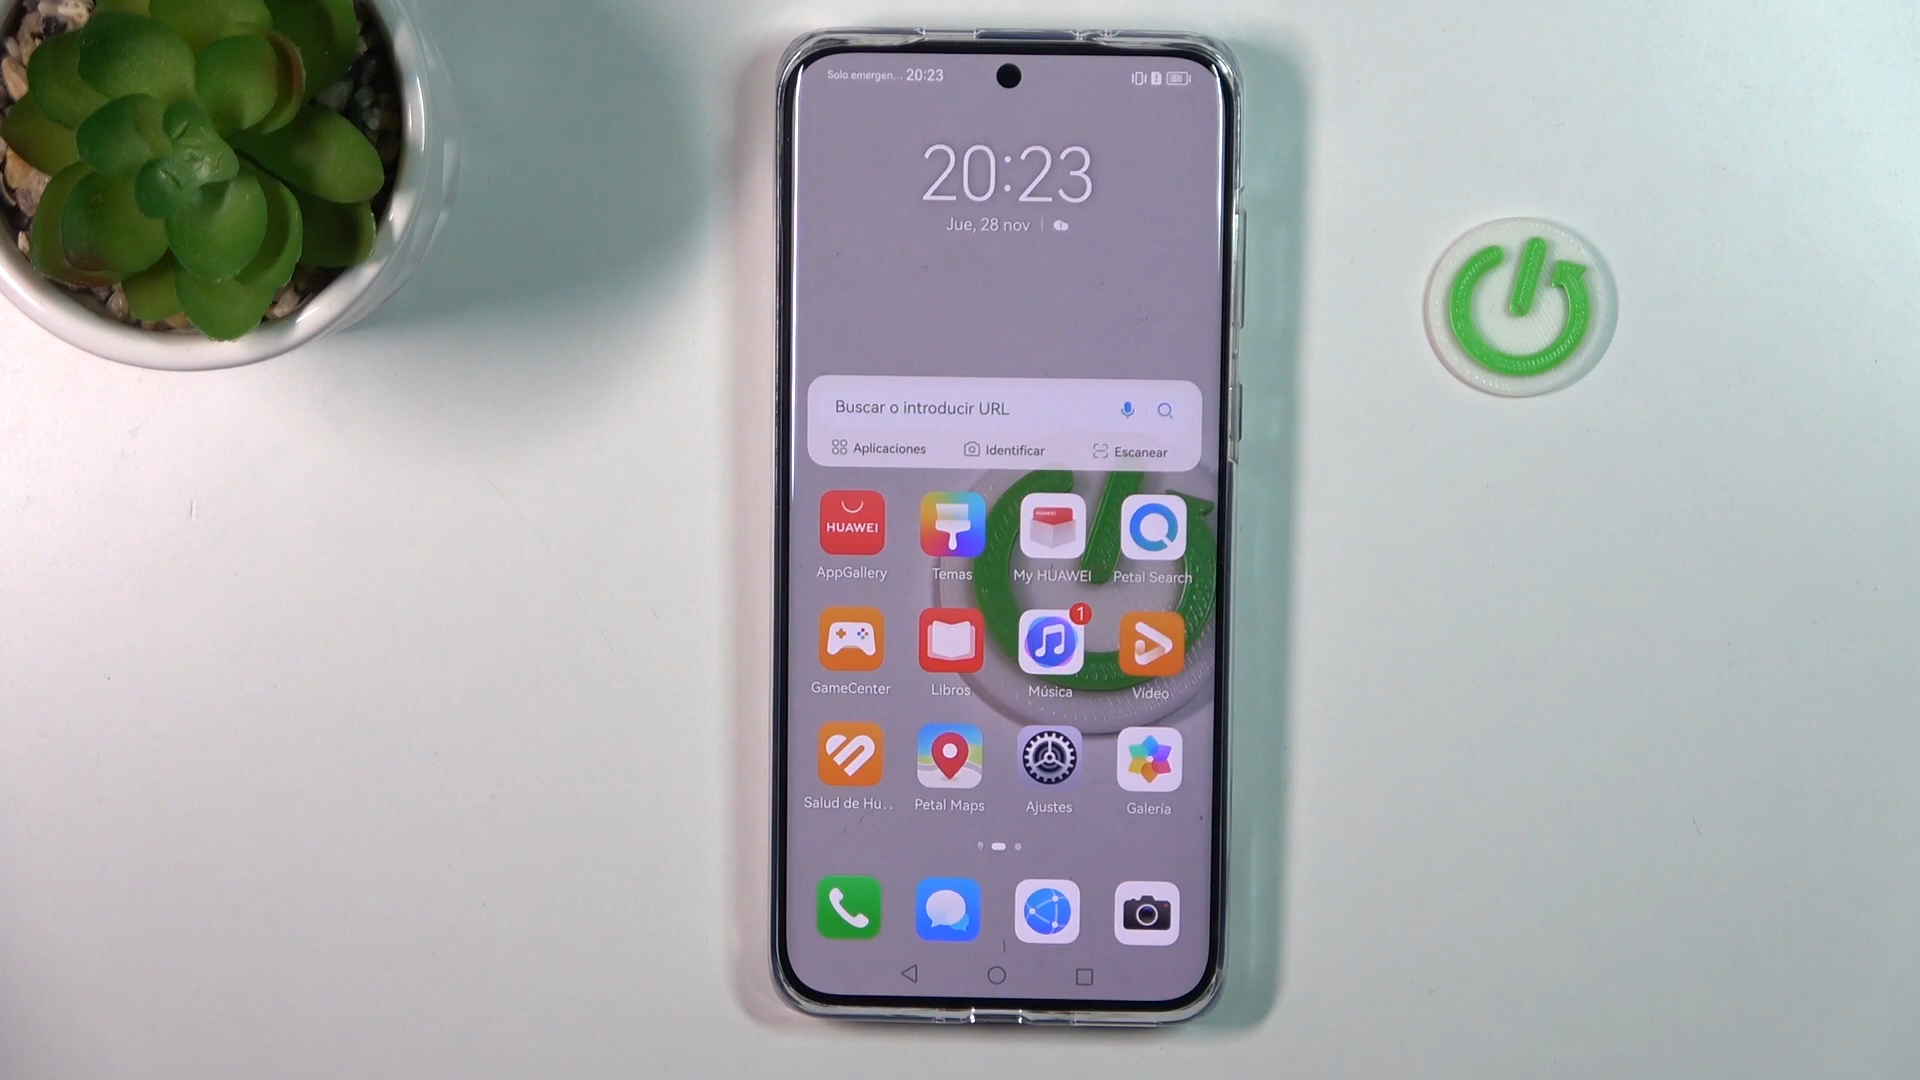 Solo emergen... 20:23
20:23
Jue, 28 nov
Buscar o introducir URL
Aplicaciones Identificar Escanear
HUAWEI HUAWEI
AppGallery Temas My HUAWEI Petal Search
1
GameCenter Libros Música Vídeo
Salud de Hu.. Petal Maps Ajustes Galería